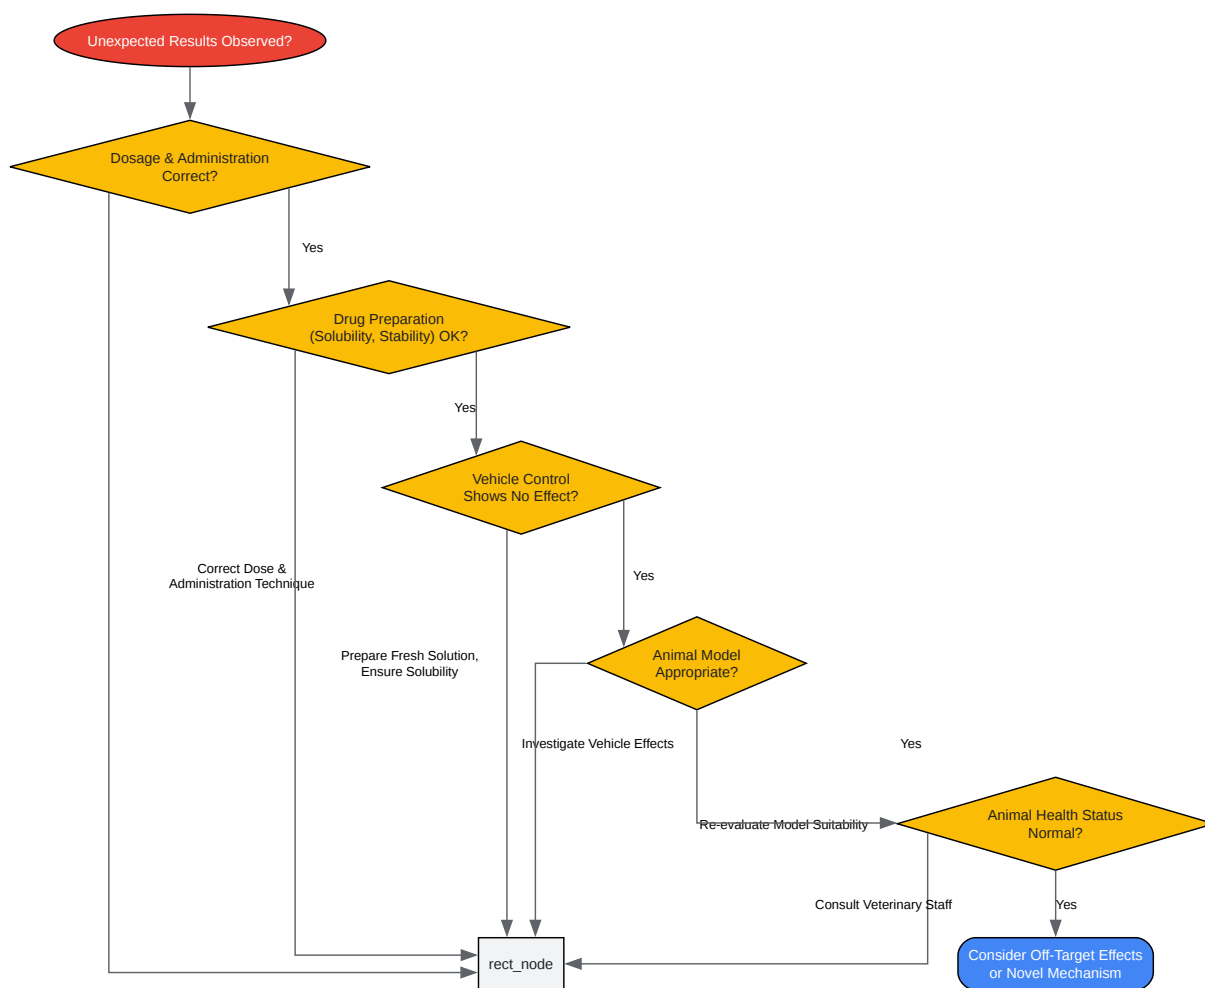 Unexpected Results Observed?
Dosage & Administration
Correct?
Yes
Drug Preparation
(Solubility, Stability) OK?
Yes
Vehicle Control
Shows No Effect?
Correct Dose &
Administration Technique
Yes
Prepare Fresh Solution,
Ensure Solubility
Animal Model
Appropriate?
Investigate Vehicle Effects
Yes
Re-evaluate Model Suitability
Animal Health Status
Normal?
Consult Veterinary Staff
Yes
rect_node
Consider Off-Target Effects
or Novel Mechanism